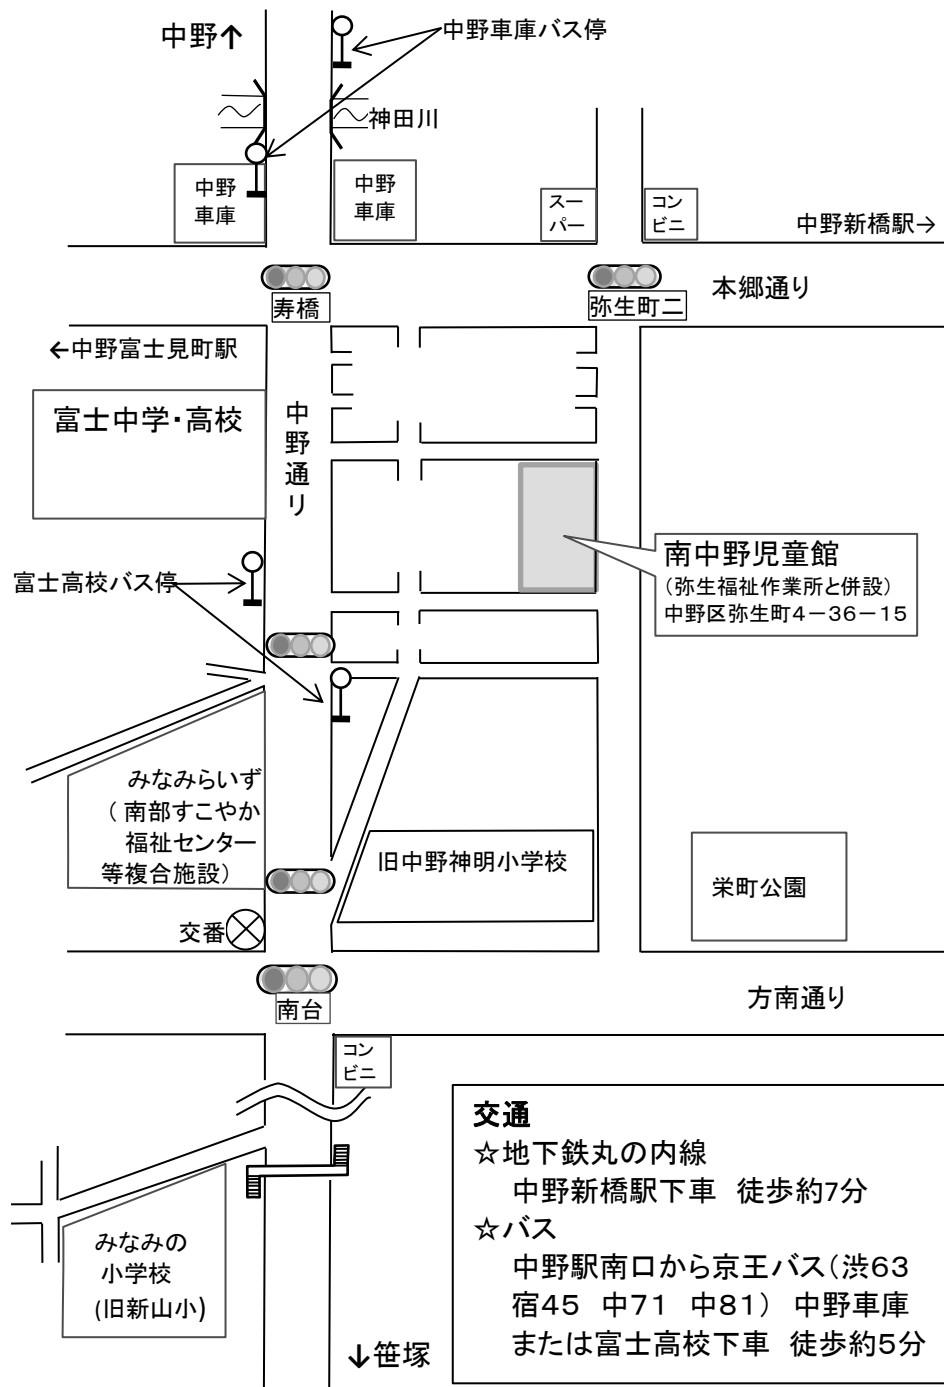 中野↑
中野車庫バス停
神田川
中野
車庫
中野
車庫
スー
パー
コン
ビニ
中野新橋駅→
寿橋
弥生町二
本郷通り
←中野富士見町駅
富士中学・高校
中野通り
南中野児童館
(弥生福祉作業所と併設)
中野区弥生町4－36－15
富士高校バス停
みなみらいず
(南部すこやか
福祉センター
等複合施設)
旧中野神明小学校
栄町公園
交番
南台
方南通り
コン
ビニ
みなみの
小学校
(旧新山小)
↓笹塚
交通
☆地下鉄丸の内線
中野新橋駅下車 徒歩約7分
☆バス
中野駅南口から京王バス(渋63
宿45 中71 中81) 中野車庫
または富士高校下車 徒歩約5分